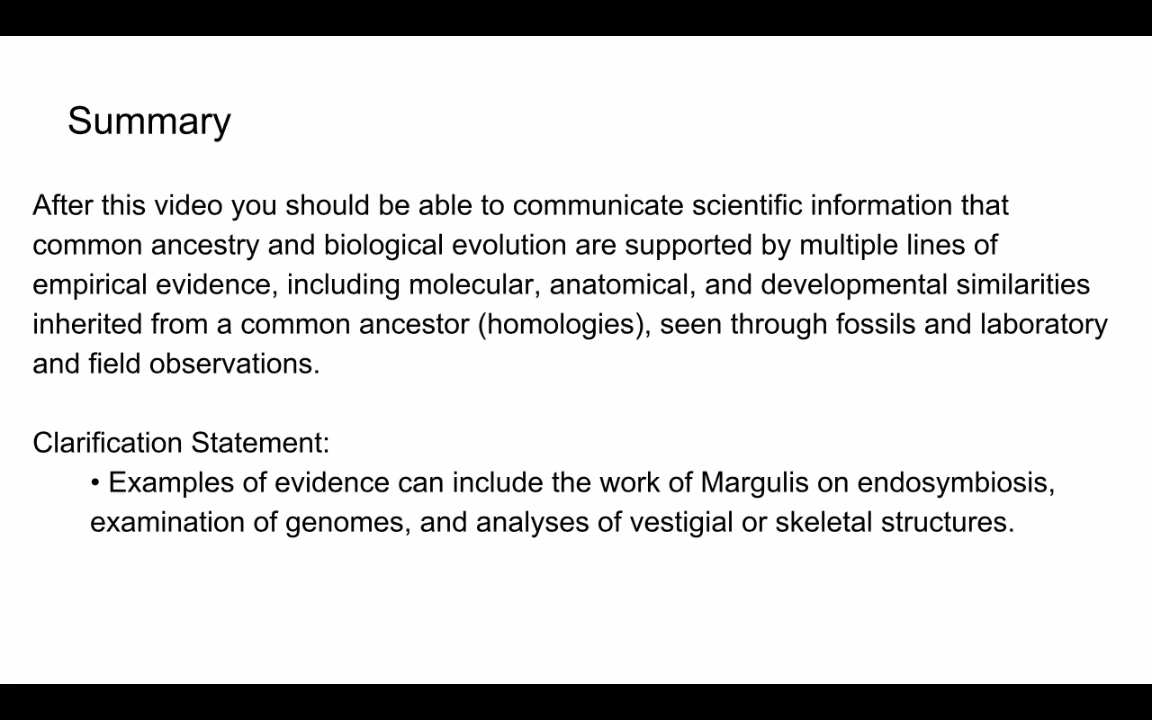 Summary
After this video you should be able to communicate scientific information that
common ancestry and biological evolution are supported by multiple lines of
empirical evidence, including molecular, anatomical, and developmental similarities
inherited from a common ancestor (homologies), seen through fossils and laboratory
and field observations.
Clarification Statement:
• Examples of evidence can include the work of Margulis on endosymbiosis,
examination of genomes, and analyses of vestigial or skeletal structures.